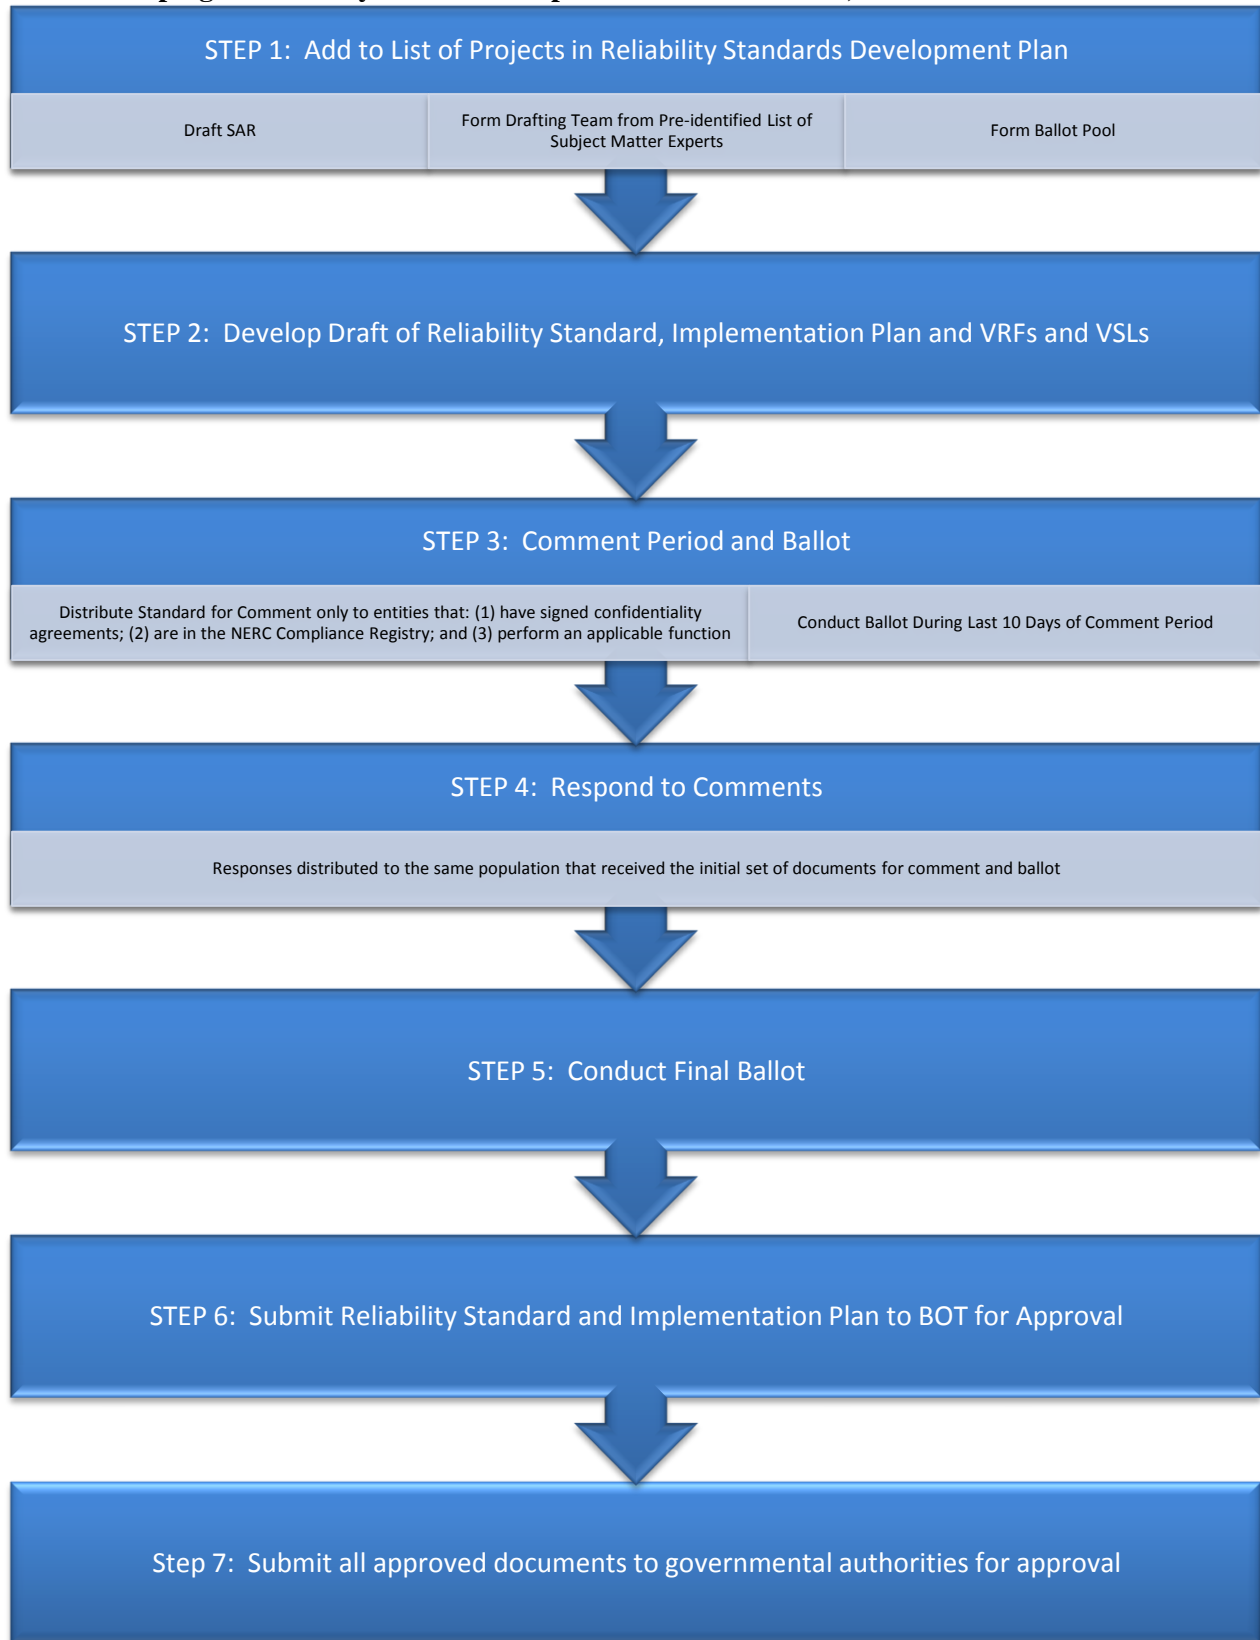 STEP 1: Add to List of Projects in Reliability Standards Development Plan
Draft SAR
Form Drafting Team from Pre-identified List of
Subject Matter Experts
Form Ballot Pool
STEP 2: Develop Draft of Reliability Standard, Implementation Plan and VRFs and VSLs
STEP 3: Comment Period and Ballot
Distribute Standard for Comment only to entities that: (1) have signed confidentiality
agreements; (2) are in the NERC Compliance Registry; and (3) perform an applicable function
Conduct Ballot During Last 10 Days of Comment Period
STEP 4: Respond to Comments
Responses distributed to the same population that received the initial set of documents for comment and ballot
STEP 5: Conduct Final Ballot
STEP 6: Submit Reliability Standard and Implementation Plan to BOT for Approval
Step 7: Submit all approved documents to governmental authorities for approval